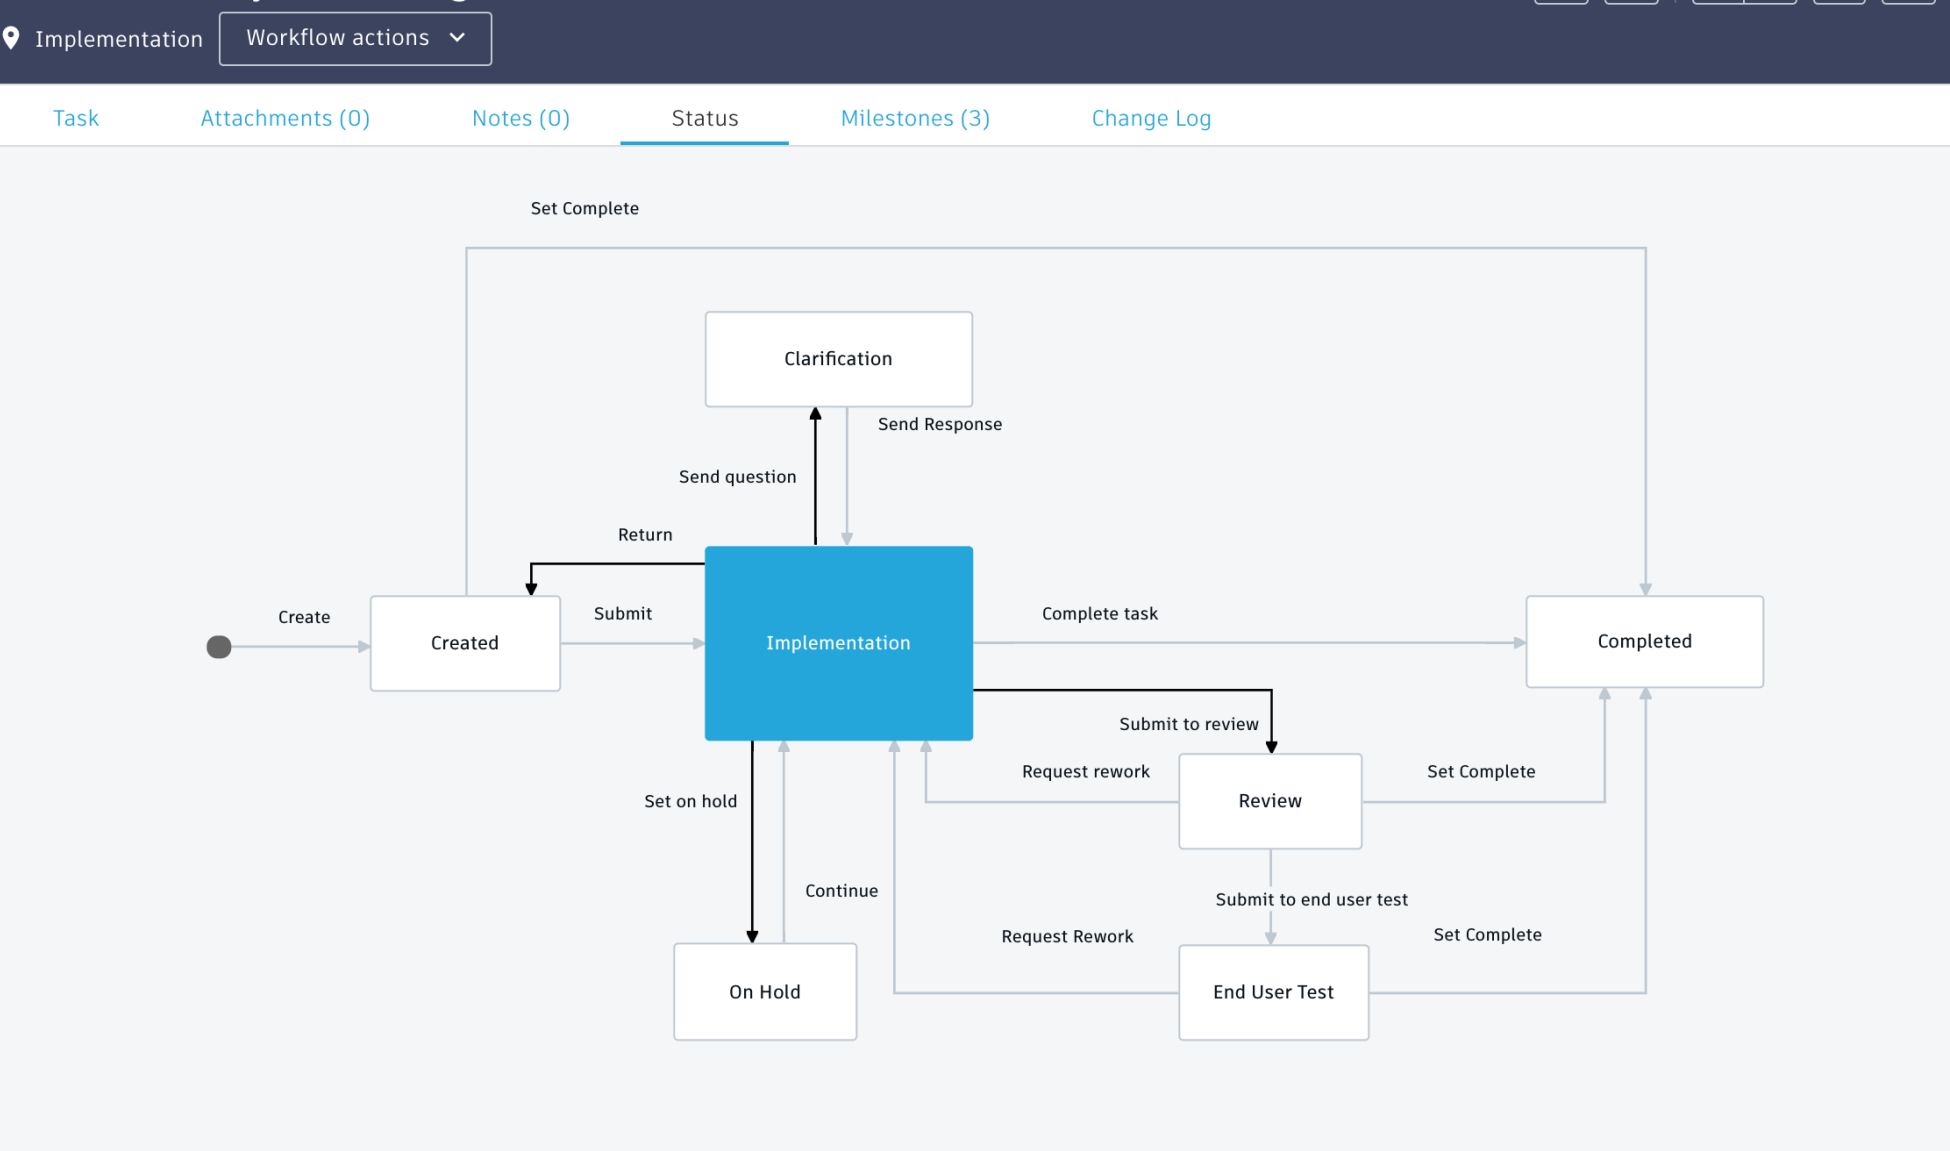 Implementation
Workflow actions
Task
Attachments (0)
Notes (0)
Status
Milestones (3)
Change Log
Set Complete
Clarification
Send Response
Send question
Return
Create
Created
Submit
Implementation
Complete task
Completed
Submit to review
Request rework
Review
Set Complete
Set on hold
Continue
Submit to end user test
Request Rework
Set Complete
On Hold
End User Test